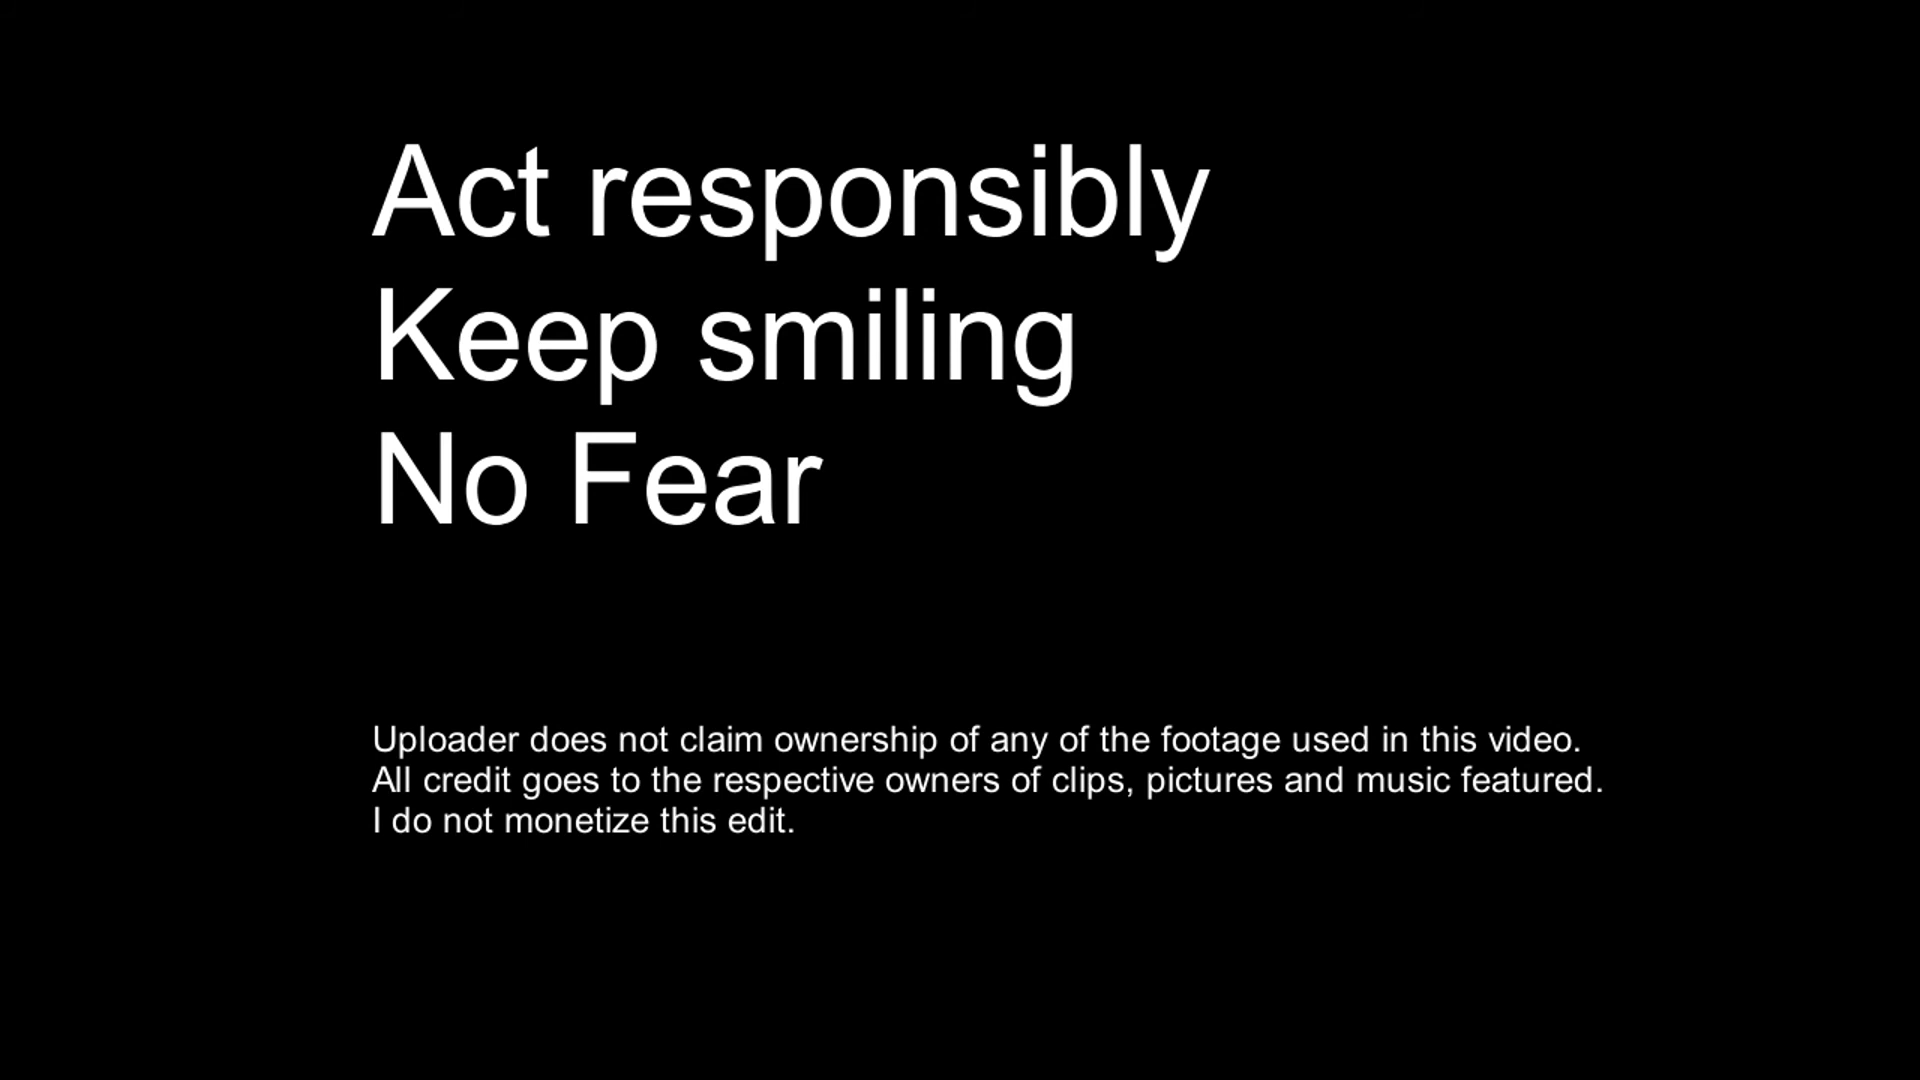 Act responsibly
Keep smiling
No Fear
Uploader does not claim ownership of any of the footage used in this video.
All credit goes to the respective owners of clips, pictures and music featured.
I do not monetize this edit.